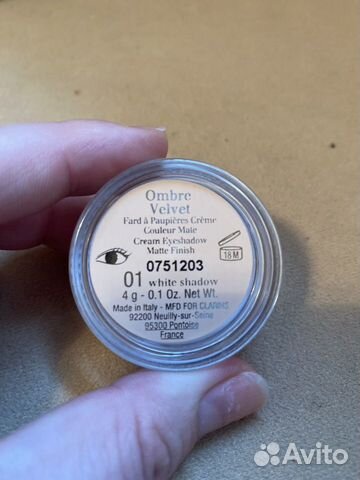 Ombre
Velvet
Fard à Paupières Crème
Couleur Mate
Cream Eyeshadow
Matte Finish
18 M
0751203
01 white shadow
4 g - 0.1 Oz. Net Wt.
Made in Italy - MFD FOR CLARINS
92200 Neuilly-sur-Seine
95300 Pontoise
France
Avito